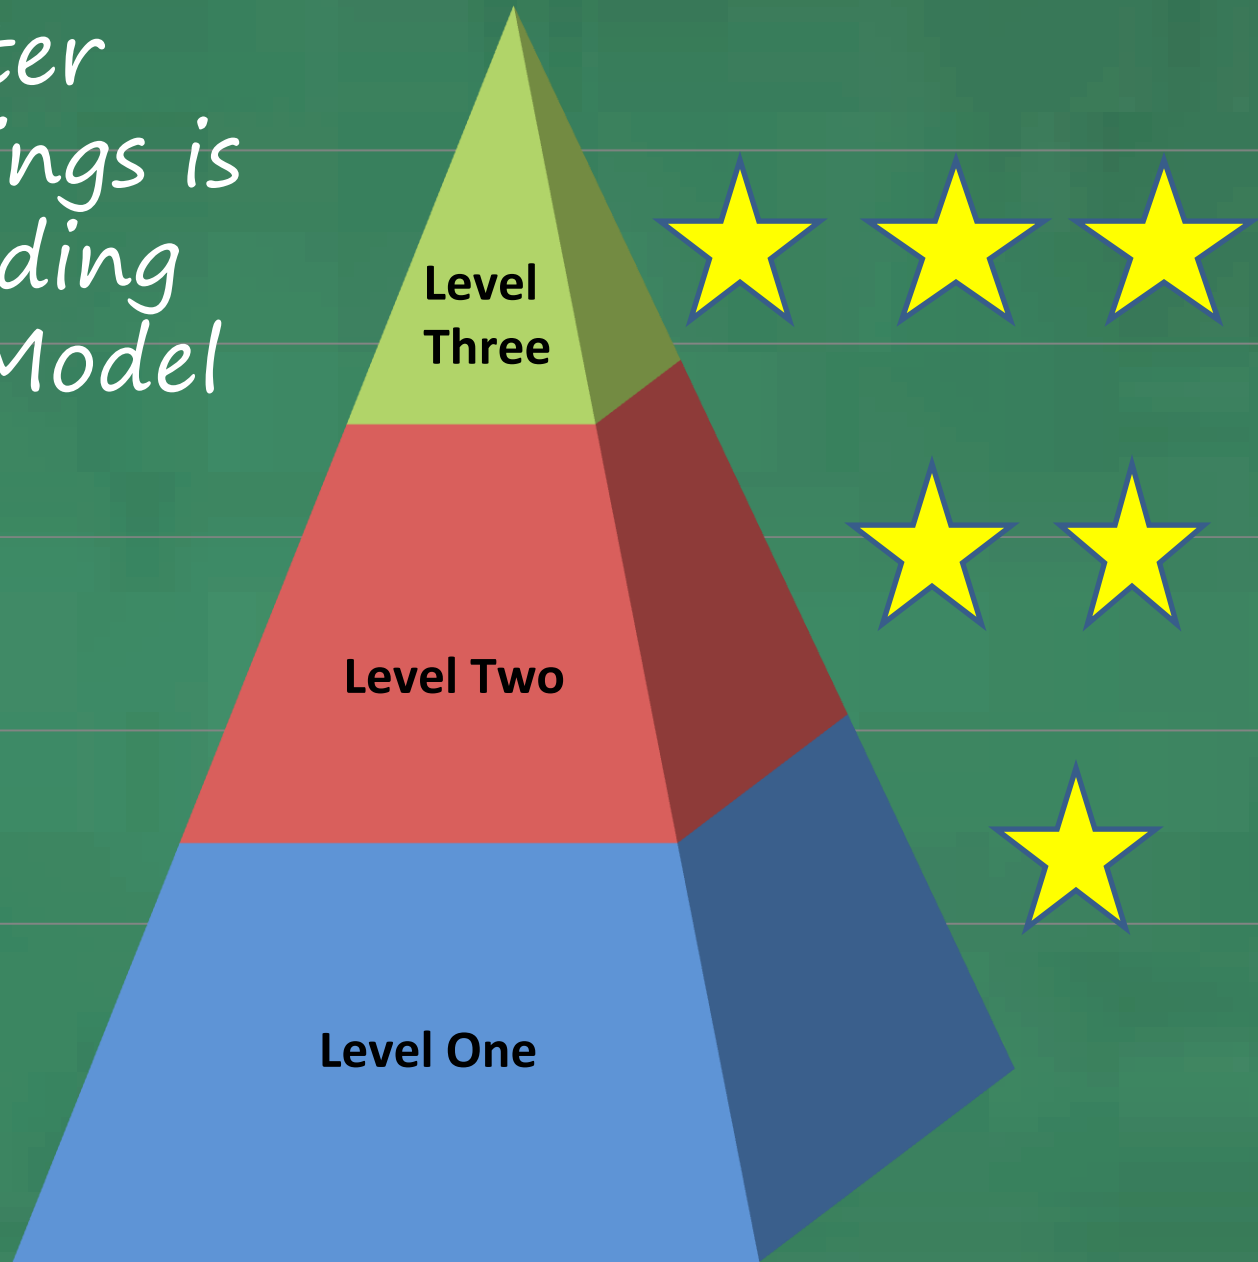 ter
ings is
ding
Model
Level
Three
Level Two
Level One